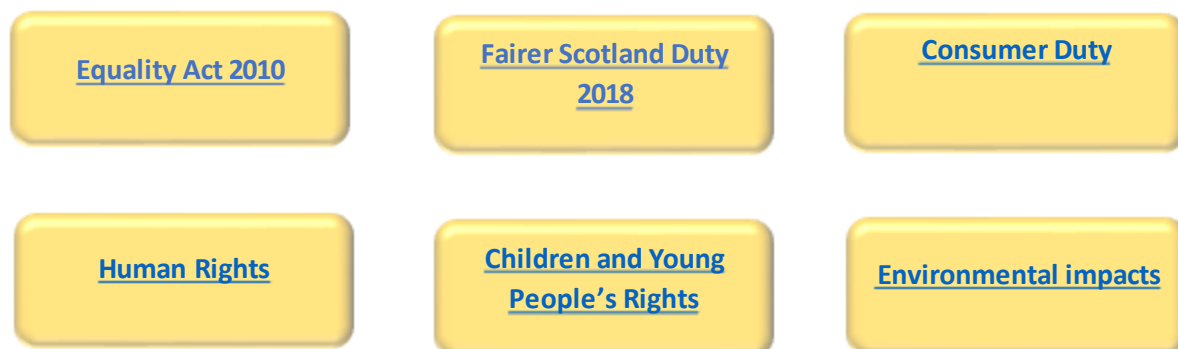 Equality Act 2010
Fairer Scotland Duty
2018
Consumer Duty
Human Rights
Children and Young
People’s Rights
Environmental impacts